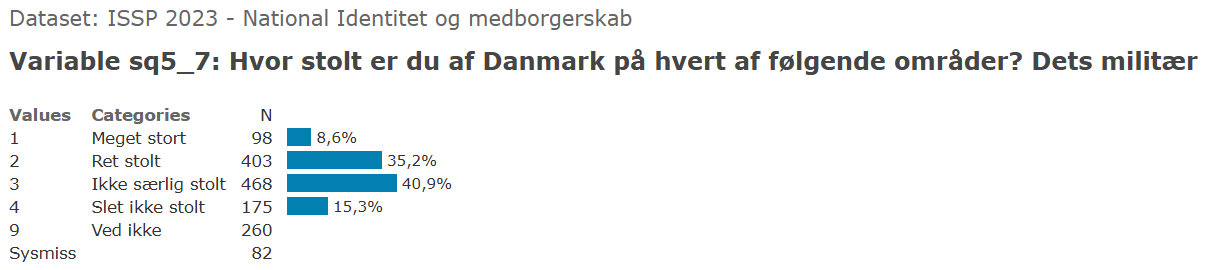 Dataset: ISSP 2023 - National Identitet og medborgerskab
Variable sq5_7: Hvor stolt er du af Danmark på hvert af følgende områder? Dets militær
Values Categories N
1 Meget stort 98 8,6%
2 Ret stolt 403 35,2%
3 Ikke særlig stolt 468 40,9%
4 Slet ikke stolt 175 15,3%
9 Ved ikke 260
Sysmiss 82